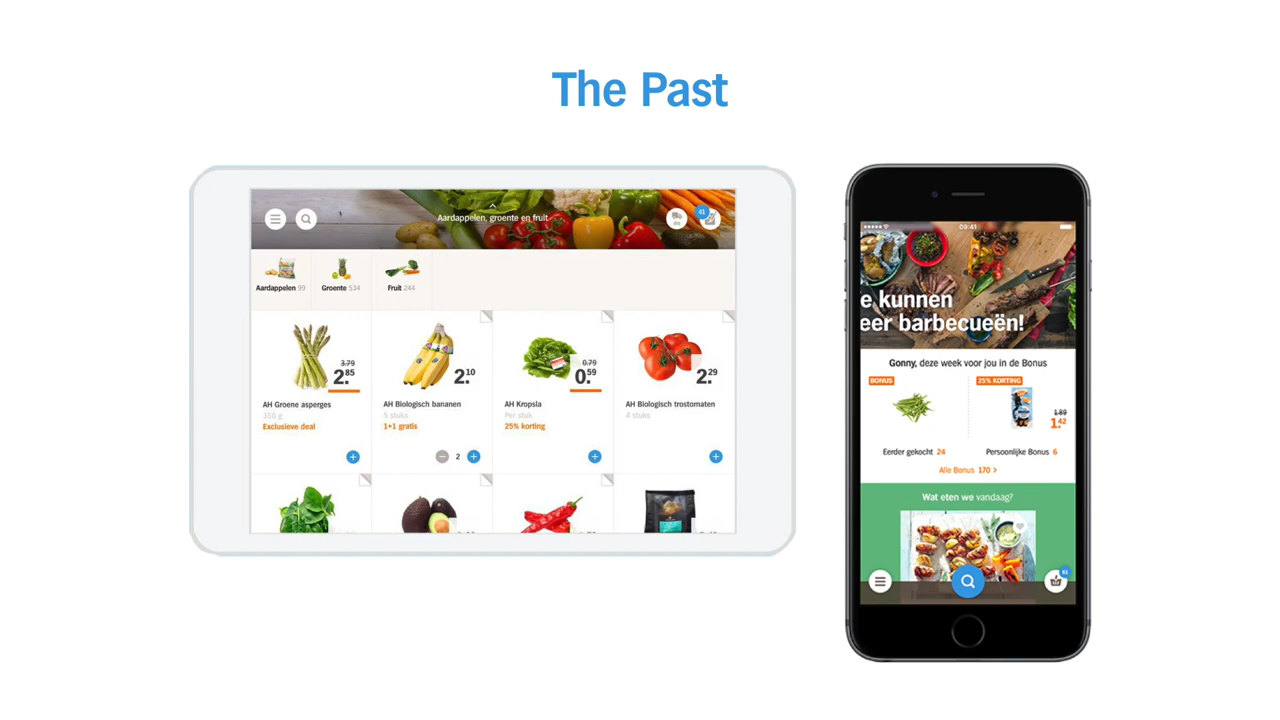 The Past
Aardappelen, groente en fruit
41
Aardappelen 99
Groente 534
Fruit 244
3.79
2.85
AH Groene asperges
Exclusieve deal
2.10
AH Biologisch bananen
5 stuks
1+1 gratis
2
0.79
0.59
AH Kropsla
Per stuk
25% korting
2.29
AH Biologisch trostomaten
4 stuks
09:41
e kunnen
eer barbecueën!
Gonny, deze week voor jou in de Bonus
BONUS
25% KORTING
1.89
1.42
Eerder gekocht 24
Persoonlijke Bonus 6
Alle Bonus 170 >
Wat eten we vandaag?